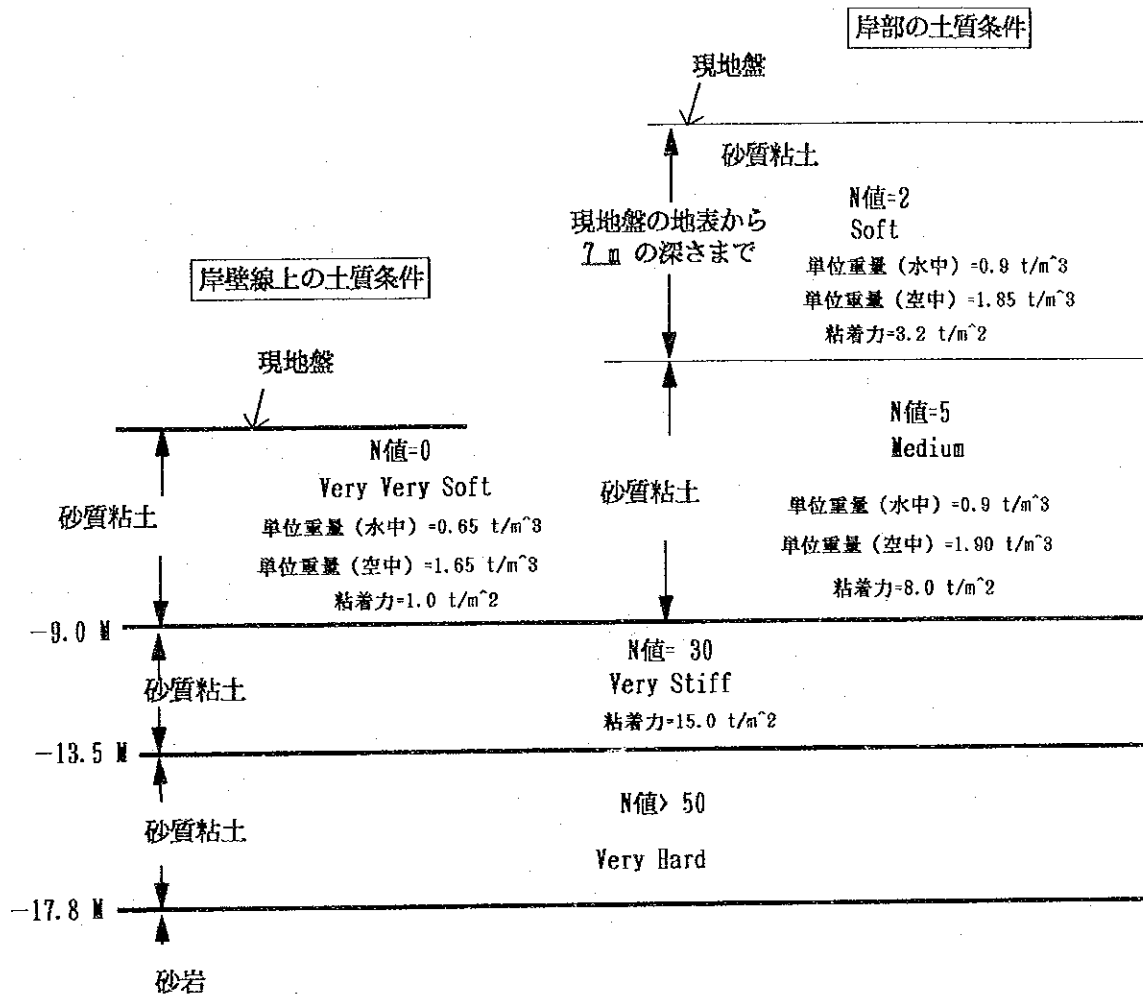 岸部の土質条件
現地盤
砂質粘土
N値=2
Soft
現地盤の地表から
7 m の深さまで
単位重量 (水中) =0.9 t/m^3
単位重量 (空中) =1.85 t/m^3
粘着力=3.2 t/m^2
岸壁線上の土質条件
現地盤
N値=0
Very Very Soft
砂質粘土
単位重量 (水中) =0.65 t/m^3
単位重量 (空中) =1.65 t/m^3
粘着力=1.0 t/m^2
N値=5
Medium
砂質粘土
単位重量 (水中) =0.9 t/m^3
単位重量 (空中) =1.90 t/m^3
粘着力=8.0 t/m^2
-9.0 M
N値= 30
砂質粘土
Very Stiff
粘着力=15.0 t/m^2
-13.5 M
N値> 50
砂質粘土
Very Hard
-17.8 M
砂岩